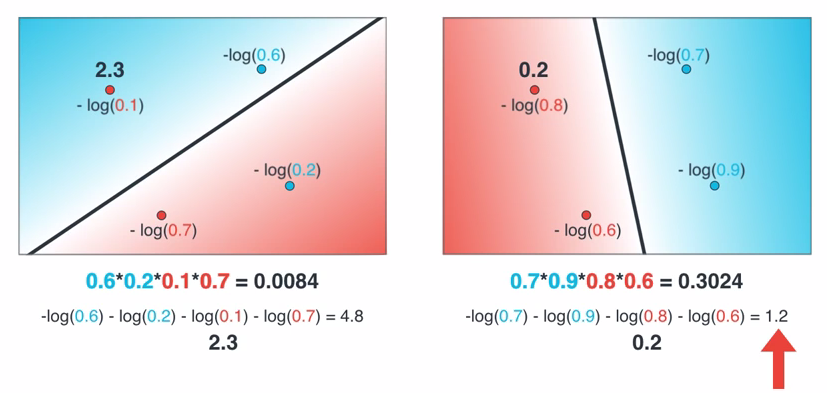 2.3
- log(0.1)
-log(0.6)
- log(0.2)
- log(0.7)
0.6*0.2*0.1*0.7 = 0.0084
-log(0.6) - log(0.2) - log(0.1) - log(0.7) = 4.8
2.3
0.2
- log(0.8)
-log(0.7)
- log(0.9)
- log(0.6)
0.7*0.9*0.8*0.6 = 0.3024
-log(0.7) - log(0.9) - log(0.8) - log(0.6) = 1.2
0.2